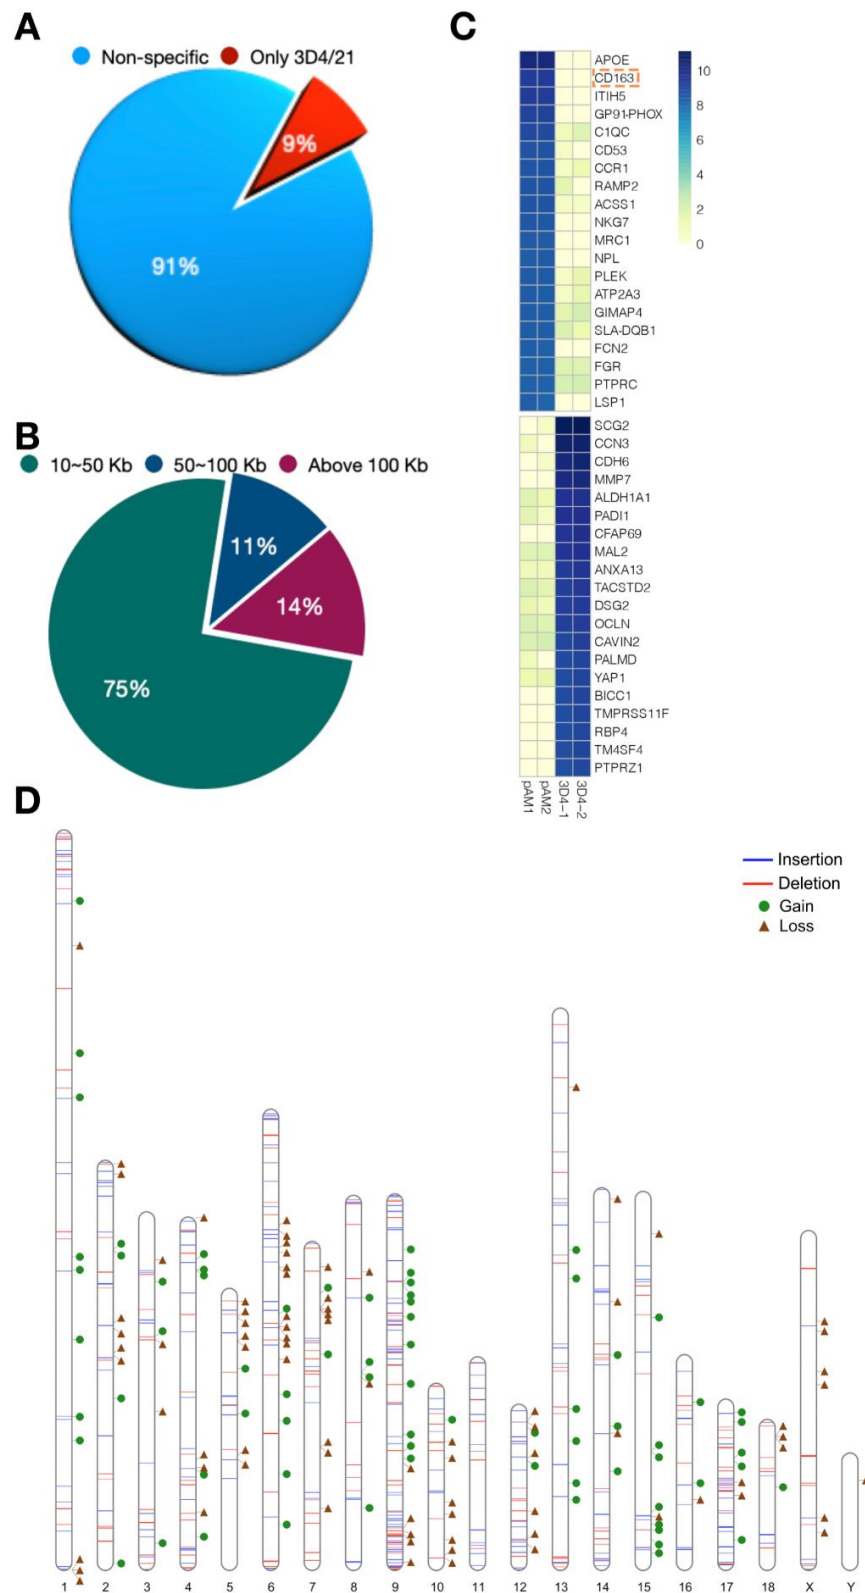 A
Non-specific Only 3D4/21
9%
91%
B
10~50 Kb 50~100 Kb Above 100 Kb
11%
14%
75%
C
APOE
CD163
ITIH5
GP91-PHOX
C1QC
CD53
CCR1
RAMP2
ACSS1
NKG7
MRC1
NPL
PLEK
ATP2A3
GIMAP4
SLA-DQB1
FCN2
FGR
PTPRC
LSP1
SCG2
CCN3
CDH6
MMP7
ALDH1A1
PADI1
CFAP69
MAL2
ANXA13
TACSTD2
DSG2
OCLN
CAVIN2
PALMD
YAP1
BICC1
TMPRSS11F
RBP4
TM4SF4
PTPRZ1
pAM1 pAM2 3D4-1 3D4-2
10
8
6
4
2
0
D
Insertion
Deletion
Gain
Loss
1 2 3 4 5 6 7 8 9 10 11 12 13 14 15 16 17 18 X Y